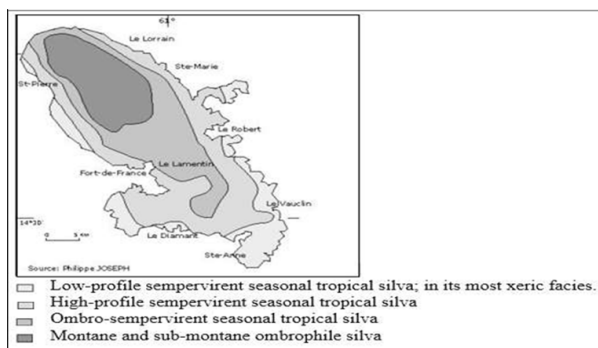 61°
Le Lorrain
Ste-Marie
St-Pierre
Le Robert
Le Lamentin
Fort-de-France
Le Vauclin
14°30'
Le Diamant
Ste-Anne
0 5 km
Source: Philippe JOSEPH
Low-profile sempervirent seasonal tropical silva; in its most xeric facies.
High-profile sempervirent seasonal tropical silva
Ombro-sempervirent seasonal tropical silva
Montane and sub-montane ombrophile silva